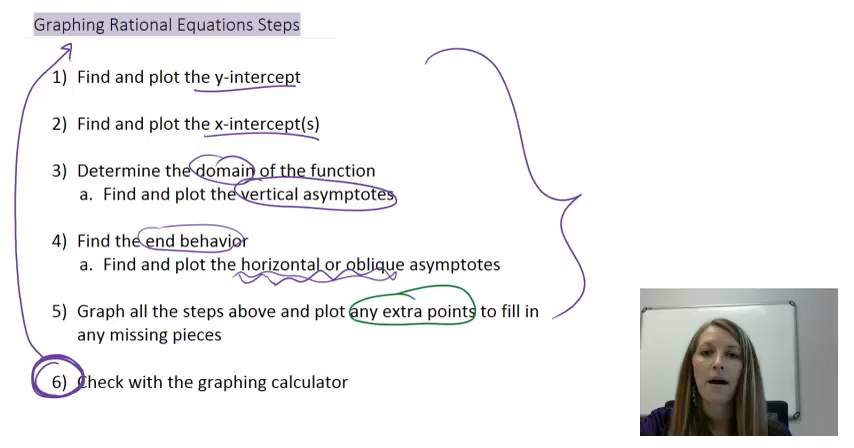 Graphing Rational Equations Steps
1) Find and plot the y-intercept
2) Find and plot the x-intercept(s)
3) Determine the domain of the function
a. Find and plot the vertical asymptotes
4) Find the end behavior
a. Find and plot the horizontal or oblique asymptotes
5) Graph all the steps above and plot any extra points to fill in
any missing pieces
6) Check with the graphing calculator